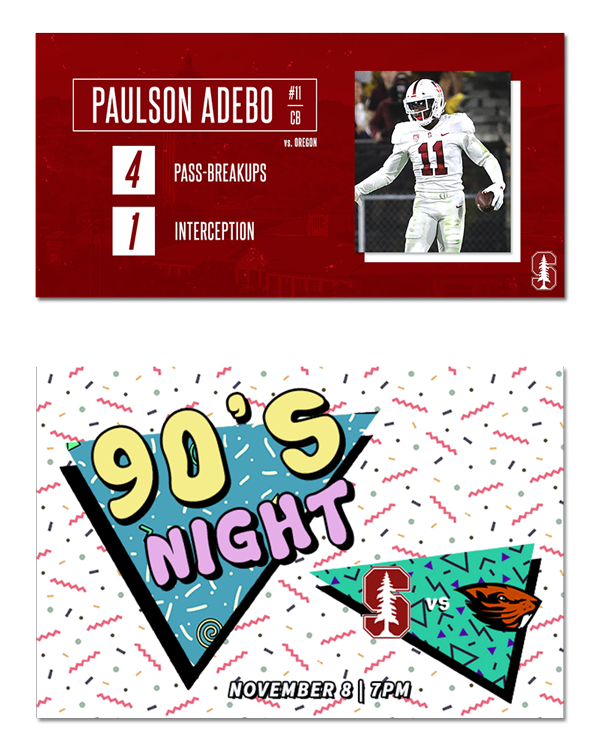 PAULSON ADEBO
#11
CB
vs. OREGON
4 PASS-BREAKUPS
1 INTERCEPTION
11
S
90'S
NIGHT
S VS
NOVEMBER 8 | 7PM